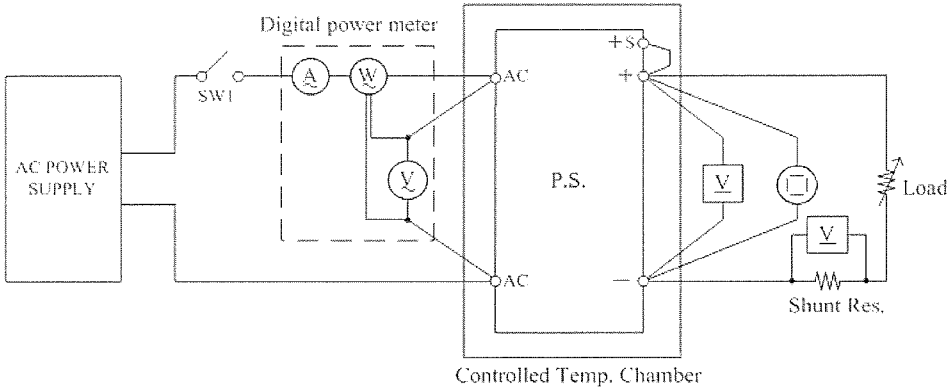 Digital power meter
AC POWER
SUPPLY
SW1
A
W
V
AC
AC
P.S.
+S
+
−
V
V
Load
Shunt Res.
Controlled Temp. Chamber